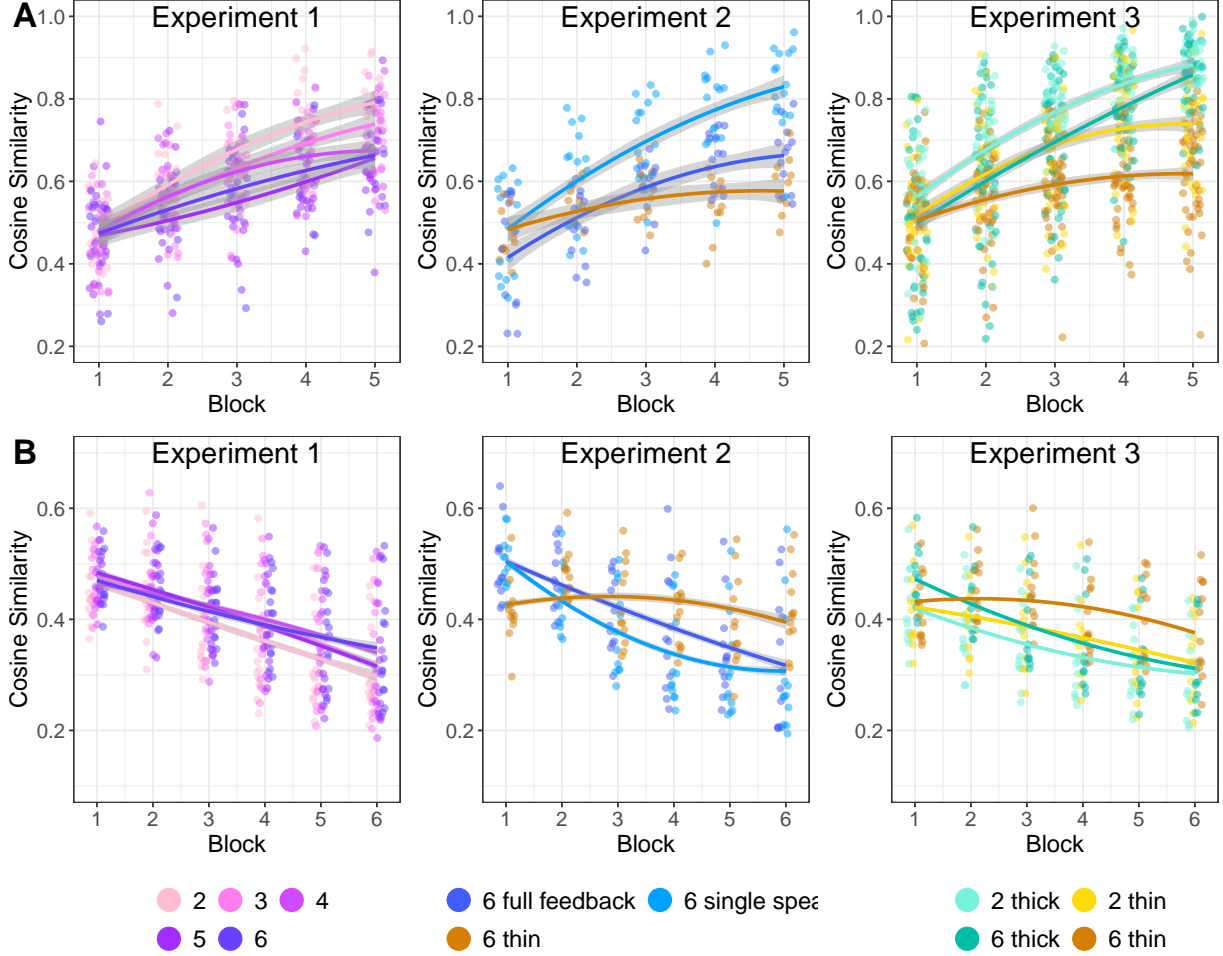 A
Experiment 1
Experiment 2
Experiment 3
Cosine Similarity
1.0
0.8
0.6
0.4
0.2
1 2 3 4 5
Block
Cosine Similarity
1.0
0.8
0.6
0.4
0.2
1 2 3 4 5
Block
Cosine Similarity
1.0
0.8
0.6
0.4
0.2
1 2 3 4 5
Block
B
Experiment 1
Experiment 2
Experiment 3
Cosine Similarity
0.6
0.4
0.2
1 2 3 4 5 6
Block
Cosine Similarity
0.6
0.4
0.2
1 2 3 4 5 6
Block
Cosine Similarity
0.6
0.4
0.2
1 2 3 4 5 6
Block
2 3 4
5 6
6 full feedback 6 single spea
6 thin
2 thick 2 thin
6 thick 6 thin